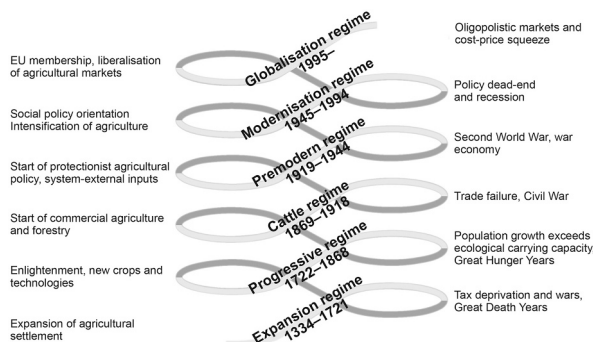 Oligopolistic markets and
cost-price squeeze
Globalisation regime
1995–
EU membership, liberalisation
of agricultural markets
Policy dead-end
and recession
Modernisation regime
1945–1994
Social policy orientation
Intensification of agriculture
Second World War, war
economy
Premodern regime
1919–1944
Start of protectionist agricultural
policy, system-external inputs
Trade failure, Civil War
Cattle regime
1869–1918
Start of commercial agriculture
and forestry
Population growth exceeds
ecological carrying capacity
Great Hunger Years
Progressive regime
1722–1868
Enlightenment, new crops and
technologies
Tax deprivation and wars,
Great Death Years
Expansion regime
1334–1721
Expansion of agricultural
settlement